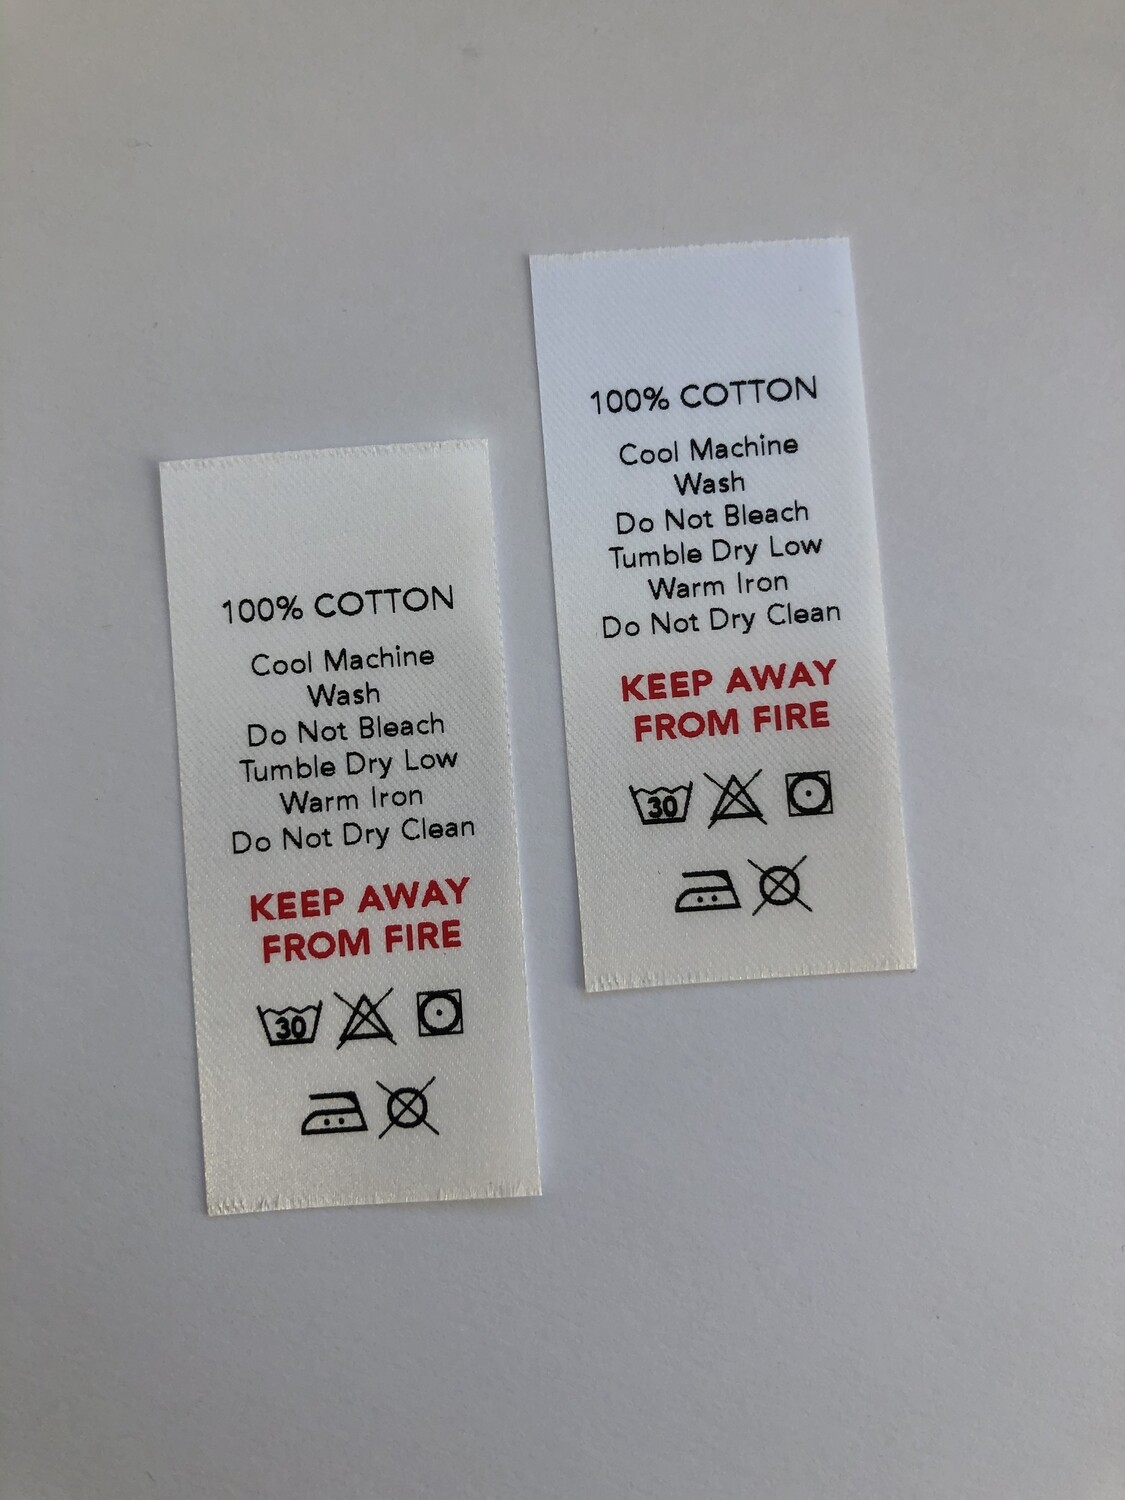 100% COTTON
Cool Machine
Wash
Do Not Bleach
Tumble Dry Low
Warm Iron
Do Not Dry Clean
KEEP AWAY
FROM FIRE
30
100% COTTON
Cool Machine
Wash
Do Not Bleach
Tumble Dry Low
Warm Iron
Do Not Dry Clean
KEEP AWAY
FROM FIRE
30